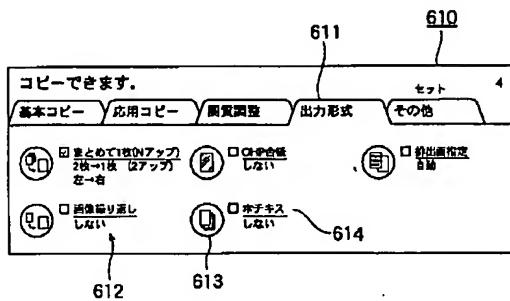 610
611
コピーできます。
セット 4
基本コピー 応用コピー 画質調整 出力形式 その他
まとめて1枚(Nアップ)
2枚→1枚 (2アップ)
左→右
OHP合紙
しない
排出面指定
自動
画像繰り返し
しない
しない
614
612
613